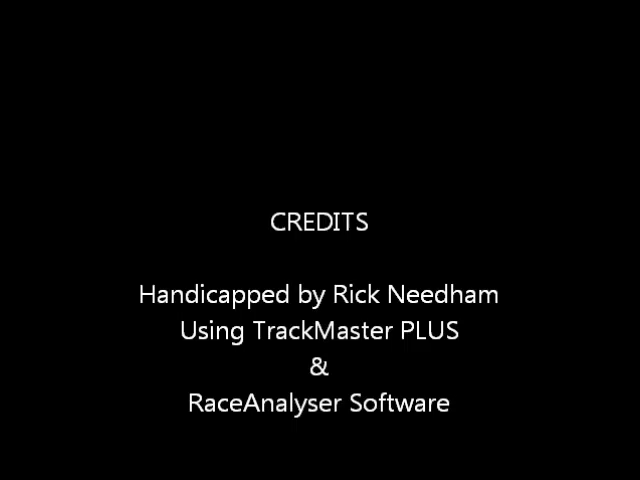 CREDITS
Handicapped by Rick Needham
Using TrackMaster PLUS
&
RaceAnalyser Software